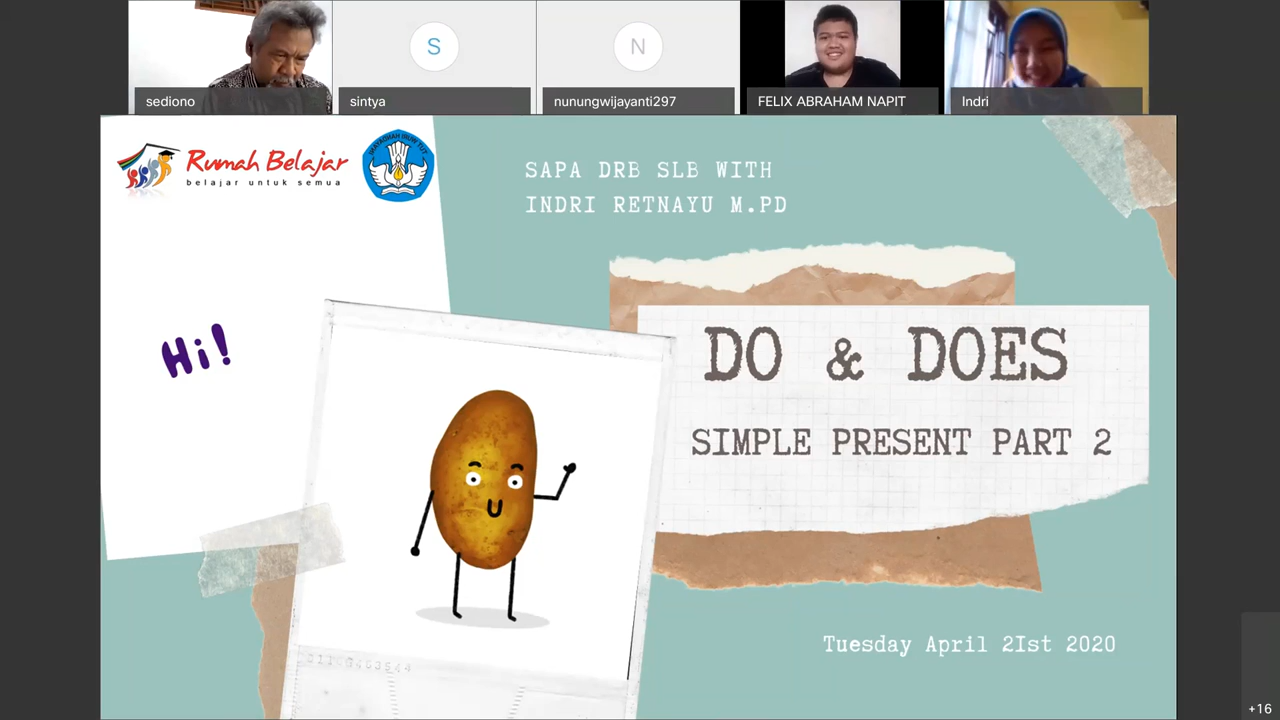 sediono
S
sintya
N
nunungwijayanti297
FELIX ABRAHAM NAPIT
Indri
Rumah Belajar
belajar untuk semua
SAPA DRB SLB WITH
INDRI RETNAYU M.PD
Hi!
DO & DOES
SIMPLE PRESENT PART 2
Tuesday April 21st 2020
+16